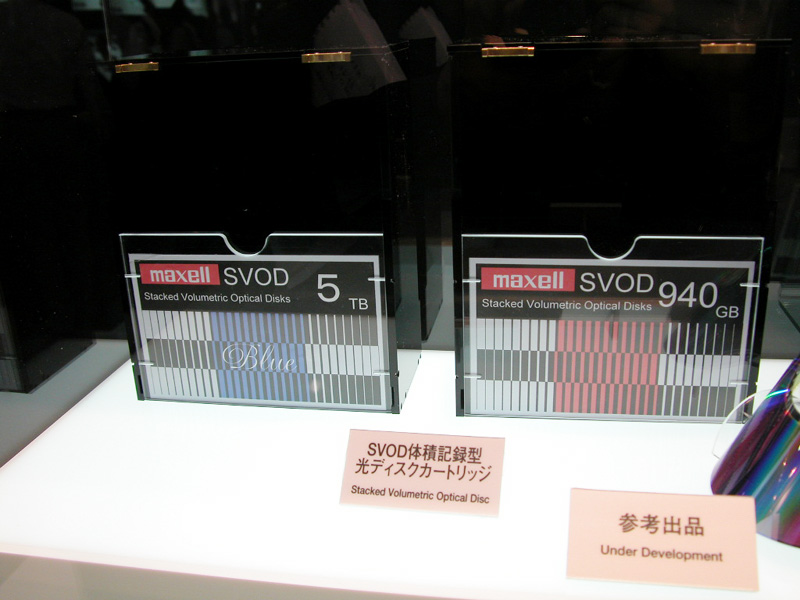 maxell SVOD 5 TB
Stacked Volumetric Optical Disks
Blue
maxell SVOD 940 GB
Stacked Volumetric Optical Disks
SVOD体積記録型
光ディスクカートリッジ
Stacked Volumetric Optical Disc
参考出品
Under Development